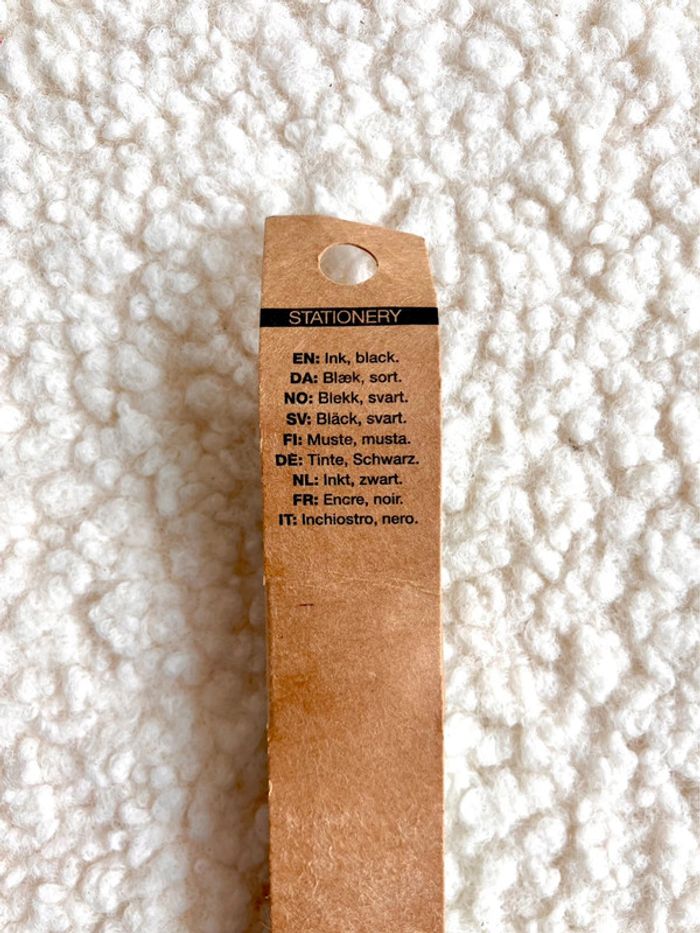 STATIONERY
EN: Ink, black.
DA: Blæk, sort.
NO: Blekk, svart.
SV: Bläck, svart.
FI: Muste, musta.
DE: Tinte, Schwarz.
NL: Inkt, zwart.
FR: Encre, noir.
IT: Inchiostro, nero.